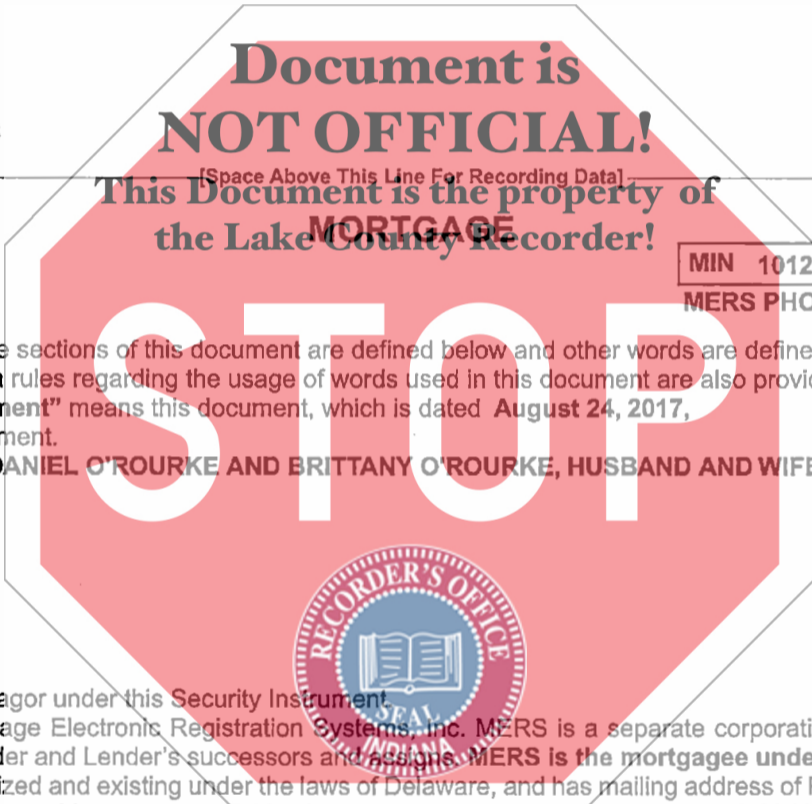 Document is
NOT OFFICIAL!
[Space Above This Line For Recording Data]
This Document is the property of
MORTGAGE
the Lake County Recorder!
MIN 1012
MERS PHO
e sections of this document are defined below and other words are define
rules regarding the usage of words used in this document are also provi
ment" means this document, which is dated August 24, 2017,
ment.
DANIEL O'ROURKE AND BRITTANY O'ROURKE, HUSBAND AND WIFE
STOP
RECORDER'S OFFICE
SEAL
INDIANA
agor under this Security Instrument.
age Electronic Registration Systems, Inc. MERS is a separate corporati
der and Lender's successors and assigns. MERS is the mortgagee unde
zed and existing under the laws of Delaware, and has mailing address of